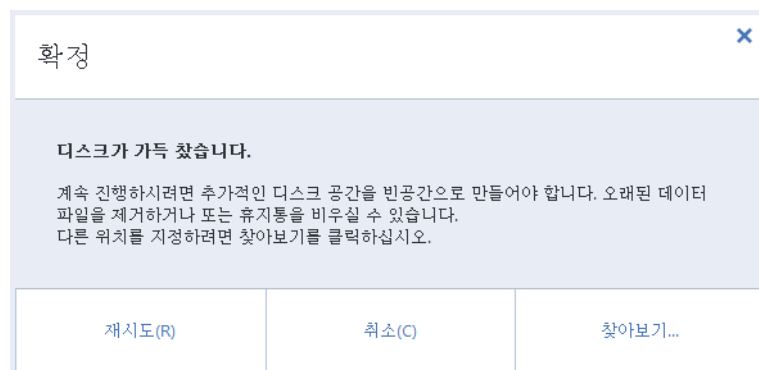 확정
디스크가 가득 찼습니다.
계속 진행하시려면 추가적인 디스크 공간을 빈공간으로 만들어야 합니다. 오래된 데이터
파일을 제거하거나 또는 휴지통을 비우실 수 있습니다.
다른 위치를 지정하려면 찾아보기를 클릭하십시오.
재시도(R) 취소(C) 찾아보기...